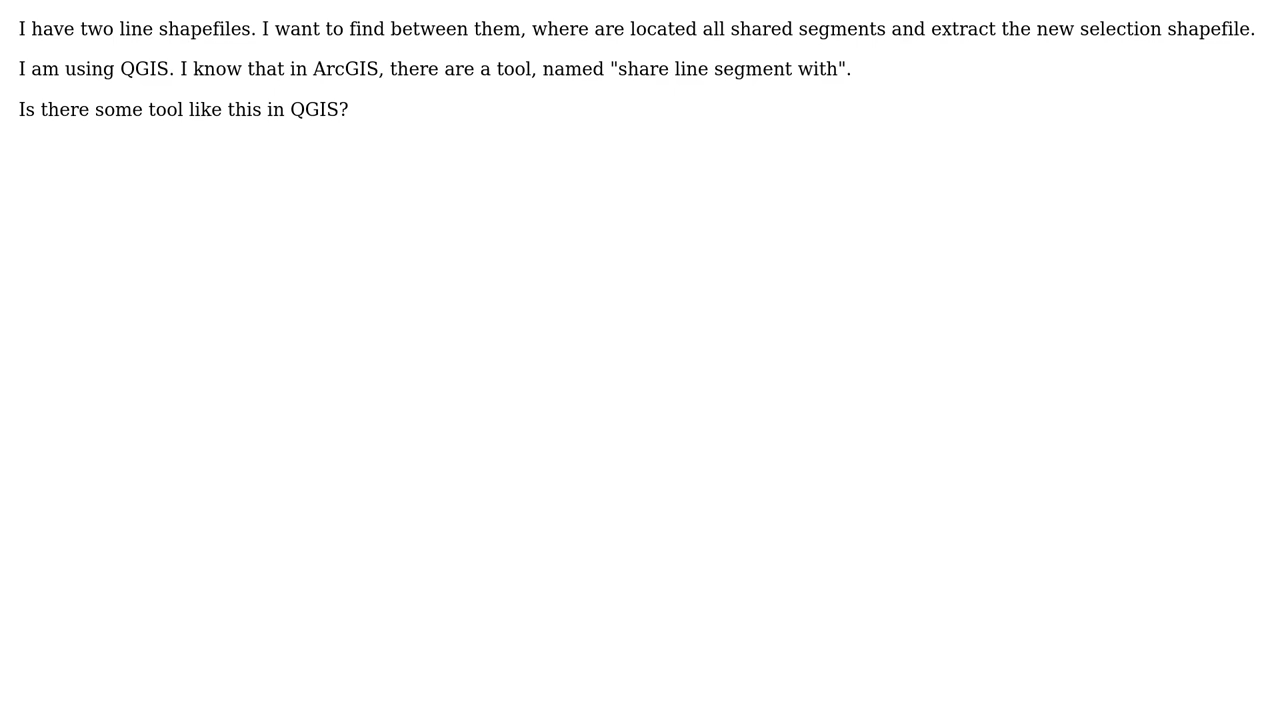 I have two line shapefiles. I want to find between them, where are located all shared segments and extract the new selection shapefile.
I am using QGIS. I know that in ArcGIS, there are a tool, named "share line segment with".
Is there some tool like this in QGIS?